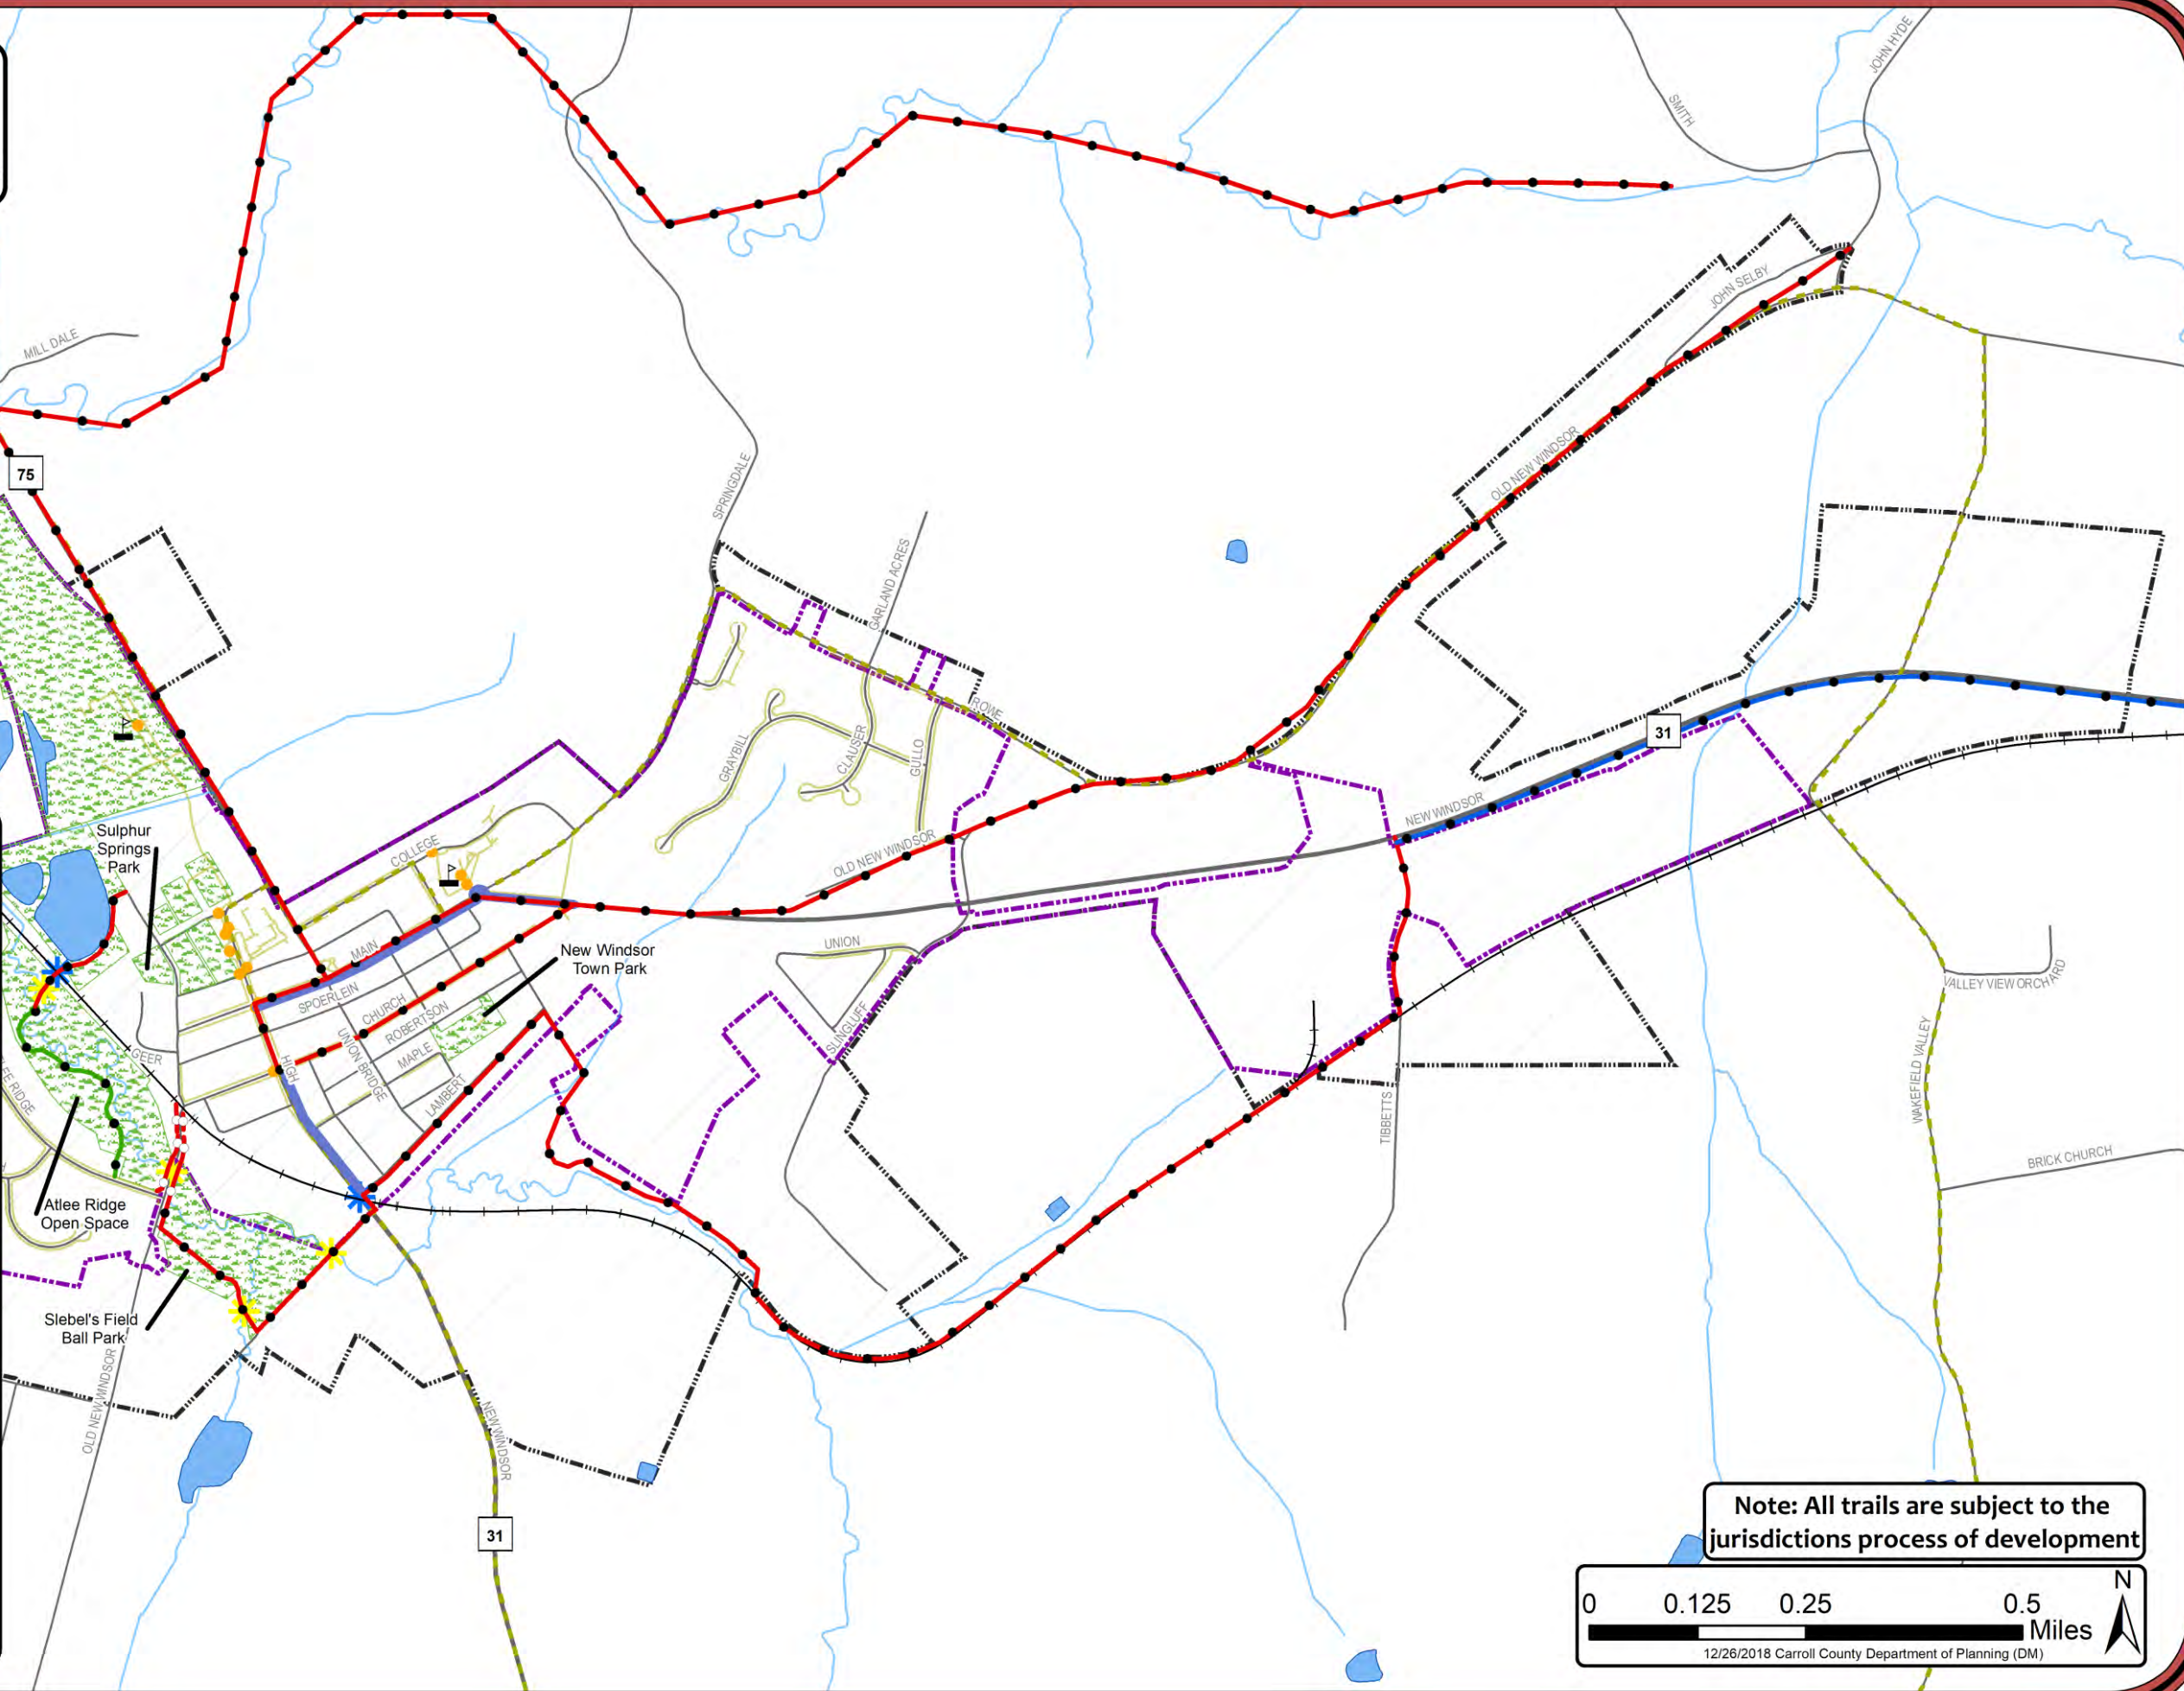 JOHN HYDE
SMITH
JOHN SELBY
MILL DALE
75
SPRINGDALE
OLD NEW WINDSOR
GARLAND ACRES
ROWE
31
GRAYBILL
CLAUSER
GULLO
NEW WINDSOR
Sulphur
Springs
Park
COLLEGE
OLD NEW WINDSOR
MAIN
UNION
New Windsor
Town Park
SPOERLEIN
CHURCH
ROBERTSON
UNION BRIDGE
MAPLE
HIGH
GEER
LAMBERT
SLINGLUFF
VALLEY VIEW ORCHARD
WAKEFIELD VALLEY
TIBBETTS
BRICK CHURCH
Atlee Ridge
Open Space
Slebel's Field
Ball Park
OLD NEW WINDSOR
NEW WINDSOR
31
Note: All trails are subject to the
jurisdictions process of development
N
0 0.125 0.25 0.5
Miles
12/26/2018 Carroll County Department of Planning (DM)